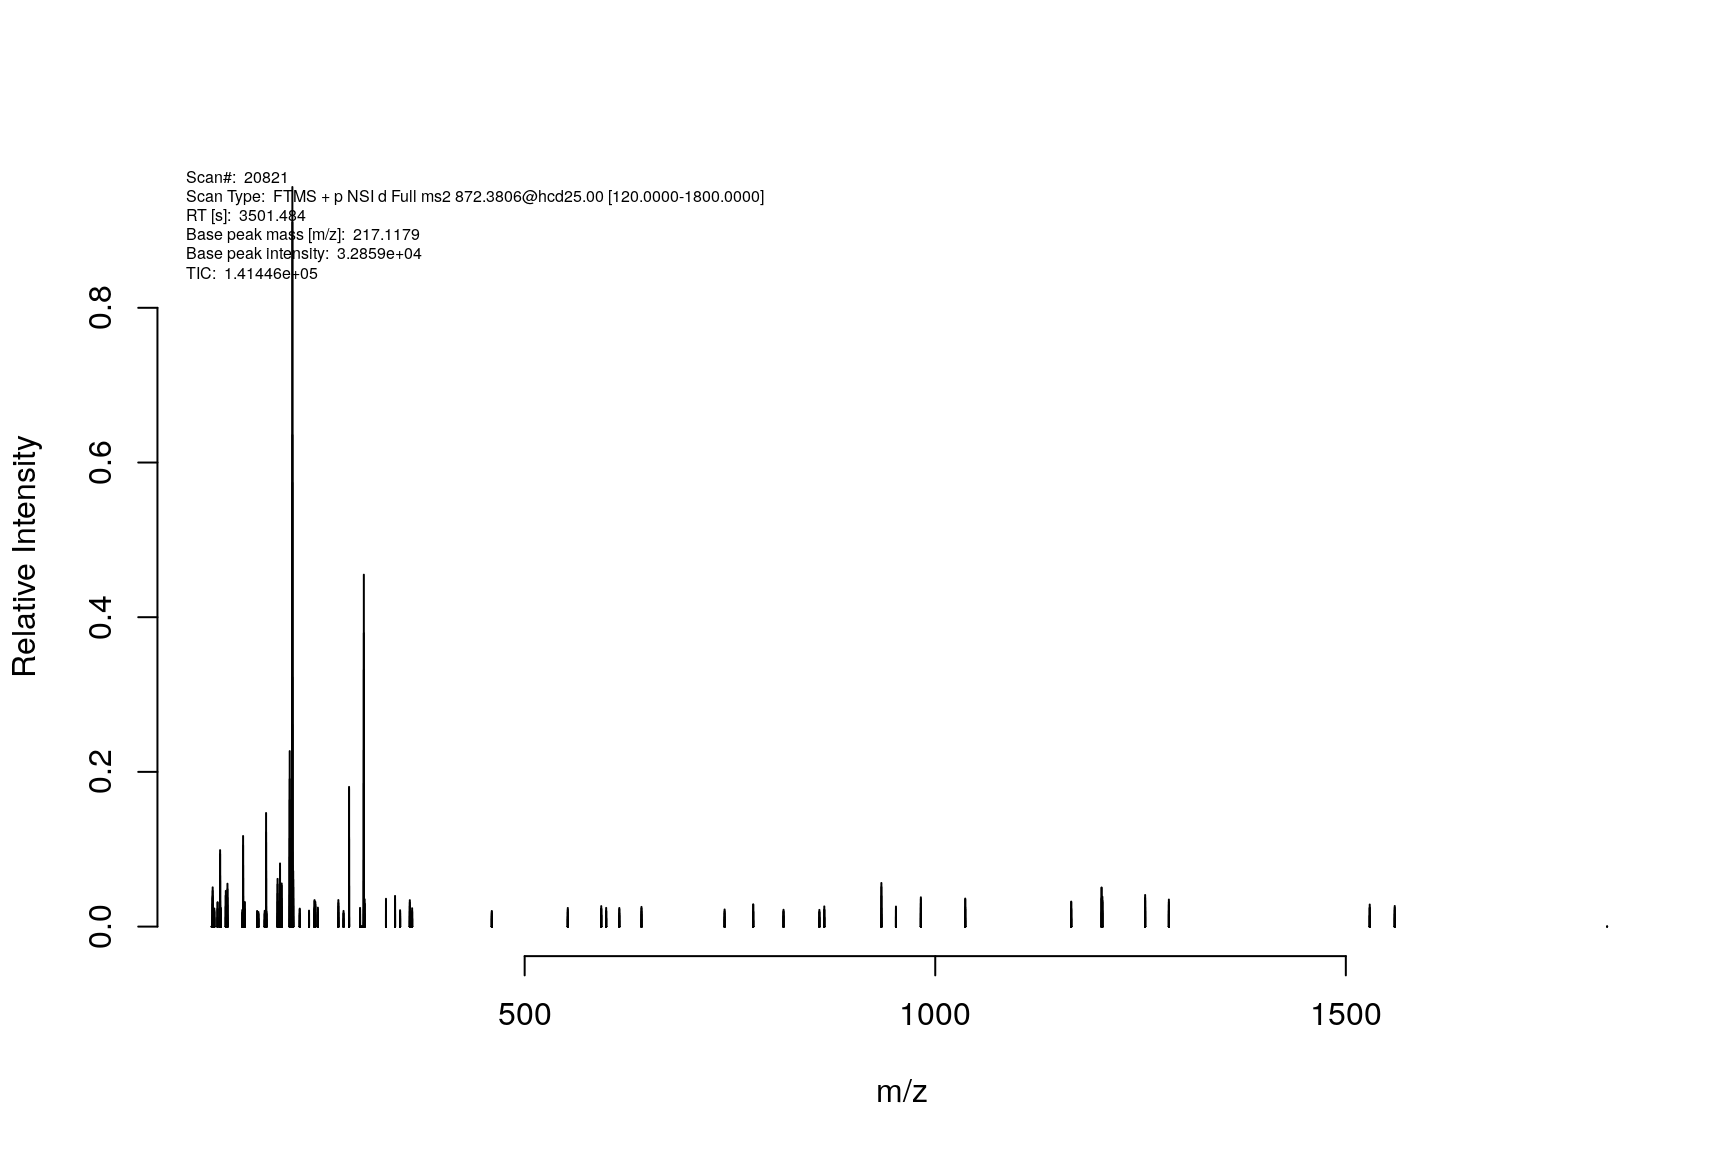 Scan#: 20821
Scan Type: FTMS + p NSI d Full ms2 872.3806@hcd25.00 [120.0000-1800.0000]
RT [s]: 3501.484
Base peak mass [m/z]: 217.1179
Base peak intensity: 3.2859e+04
TIC: 1.41446e+05
0.8
0.6
0.4
0.2
0.0
Relative Intensity
500 1000 1500
m/z